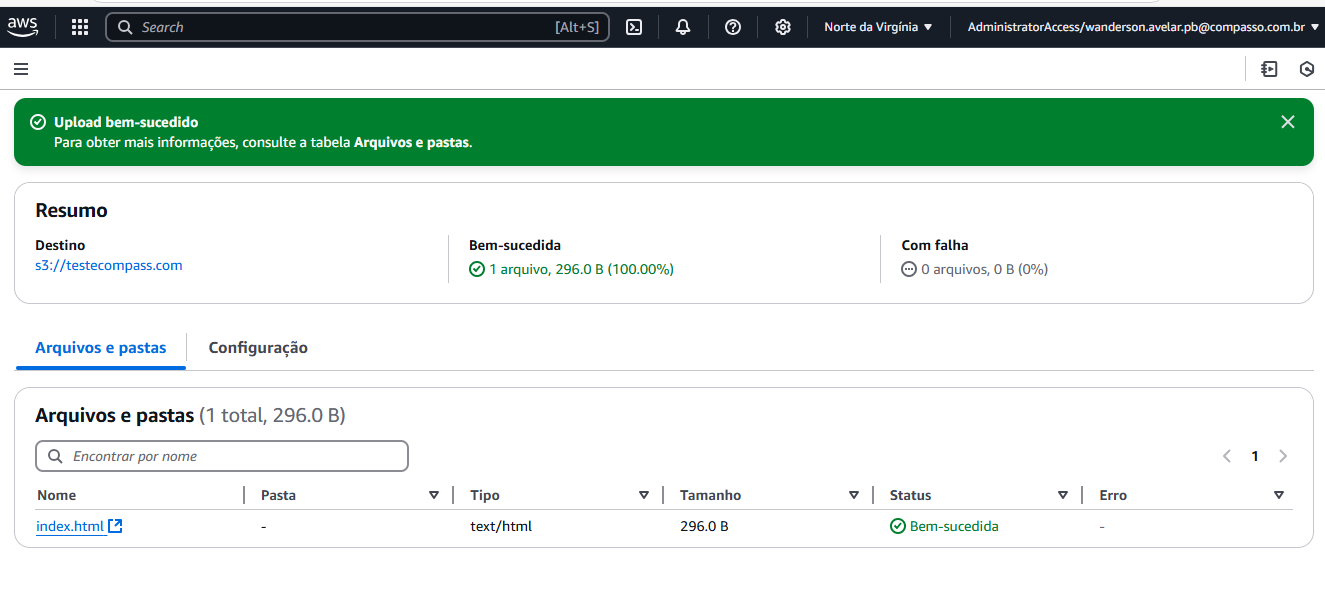 aws
Search [Alt+S] Norte da Virgínia AdministratorAccess/wanderson.avelar.pb@compasso.com.br
Upload bem-sucedido
Para obter mais informações, consulte a tabela Arquivos e pastas.
Resumo
Destino Bem-sucedida Com falha
s3://testecompass.com 1 arquivo, 296.0 B (100.00%) 0 arquivos, 0 B (0%)
Arquivos e pastas Configuração
Arquivos e pastas (1 total, 296.0 B)
Encontrar por nome 1
Nome Pasta Tipo Tamanho Status Erro
index.html - text/html 296.0 B Bem-sucedida -